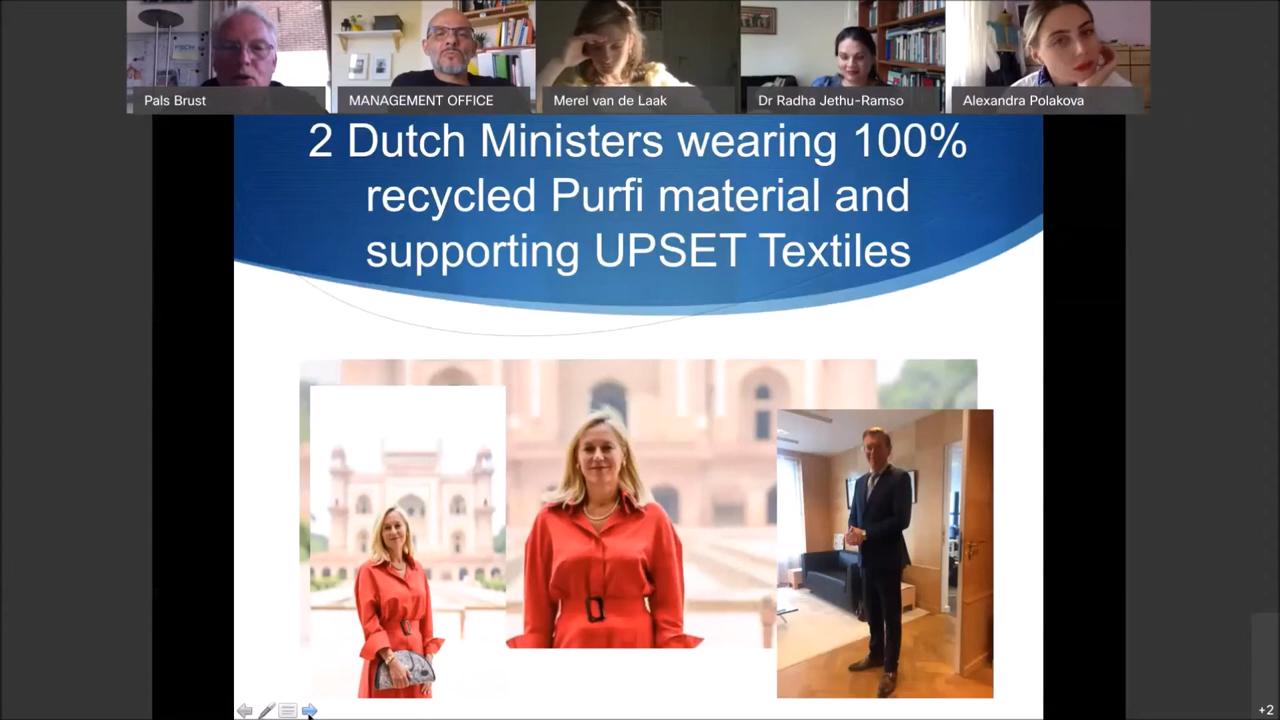 Pals Brust
MANAGEMENT OFFICE
Merel van de Laak
Dr Radha Jethu-Ramso
Alexandra Polakova
2 Dutch Ministers wearing 100%
recycled Purfi material and
supporting UPSET Textiles
+2